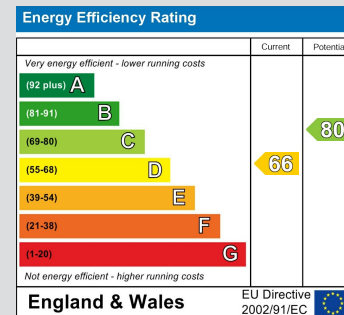 Energy Efficiency Rating
Current Potentia
Very energy efficient - lower running costs
(92 plus) A
(81-91) B
(69-80) C
(55-68) D
(39-54) E
(21-38) F
(1-20) G
66
80
Not energy efficient - higher running costs
England & Wales
EU Directive
2002/91/EC